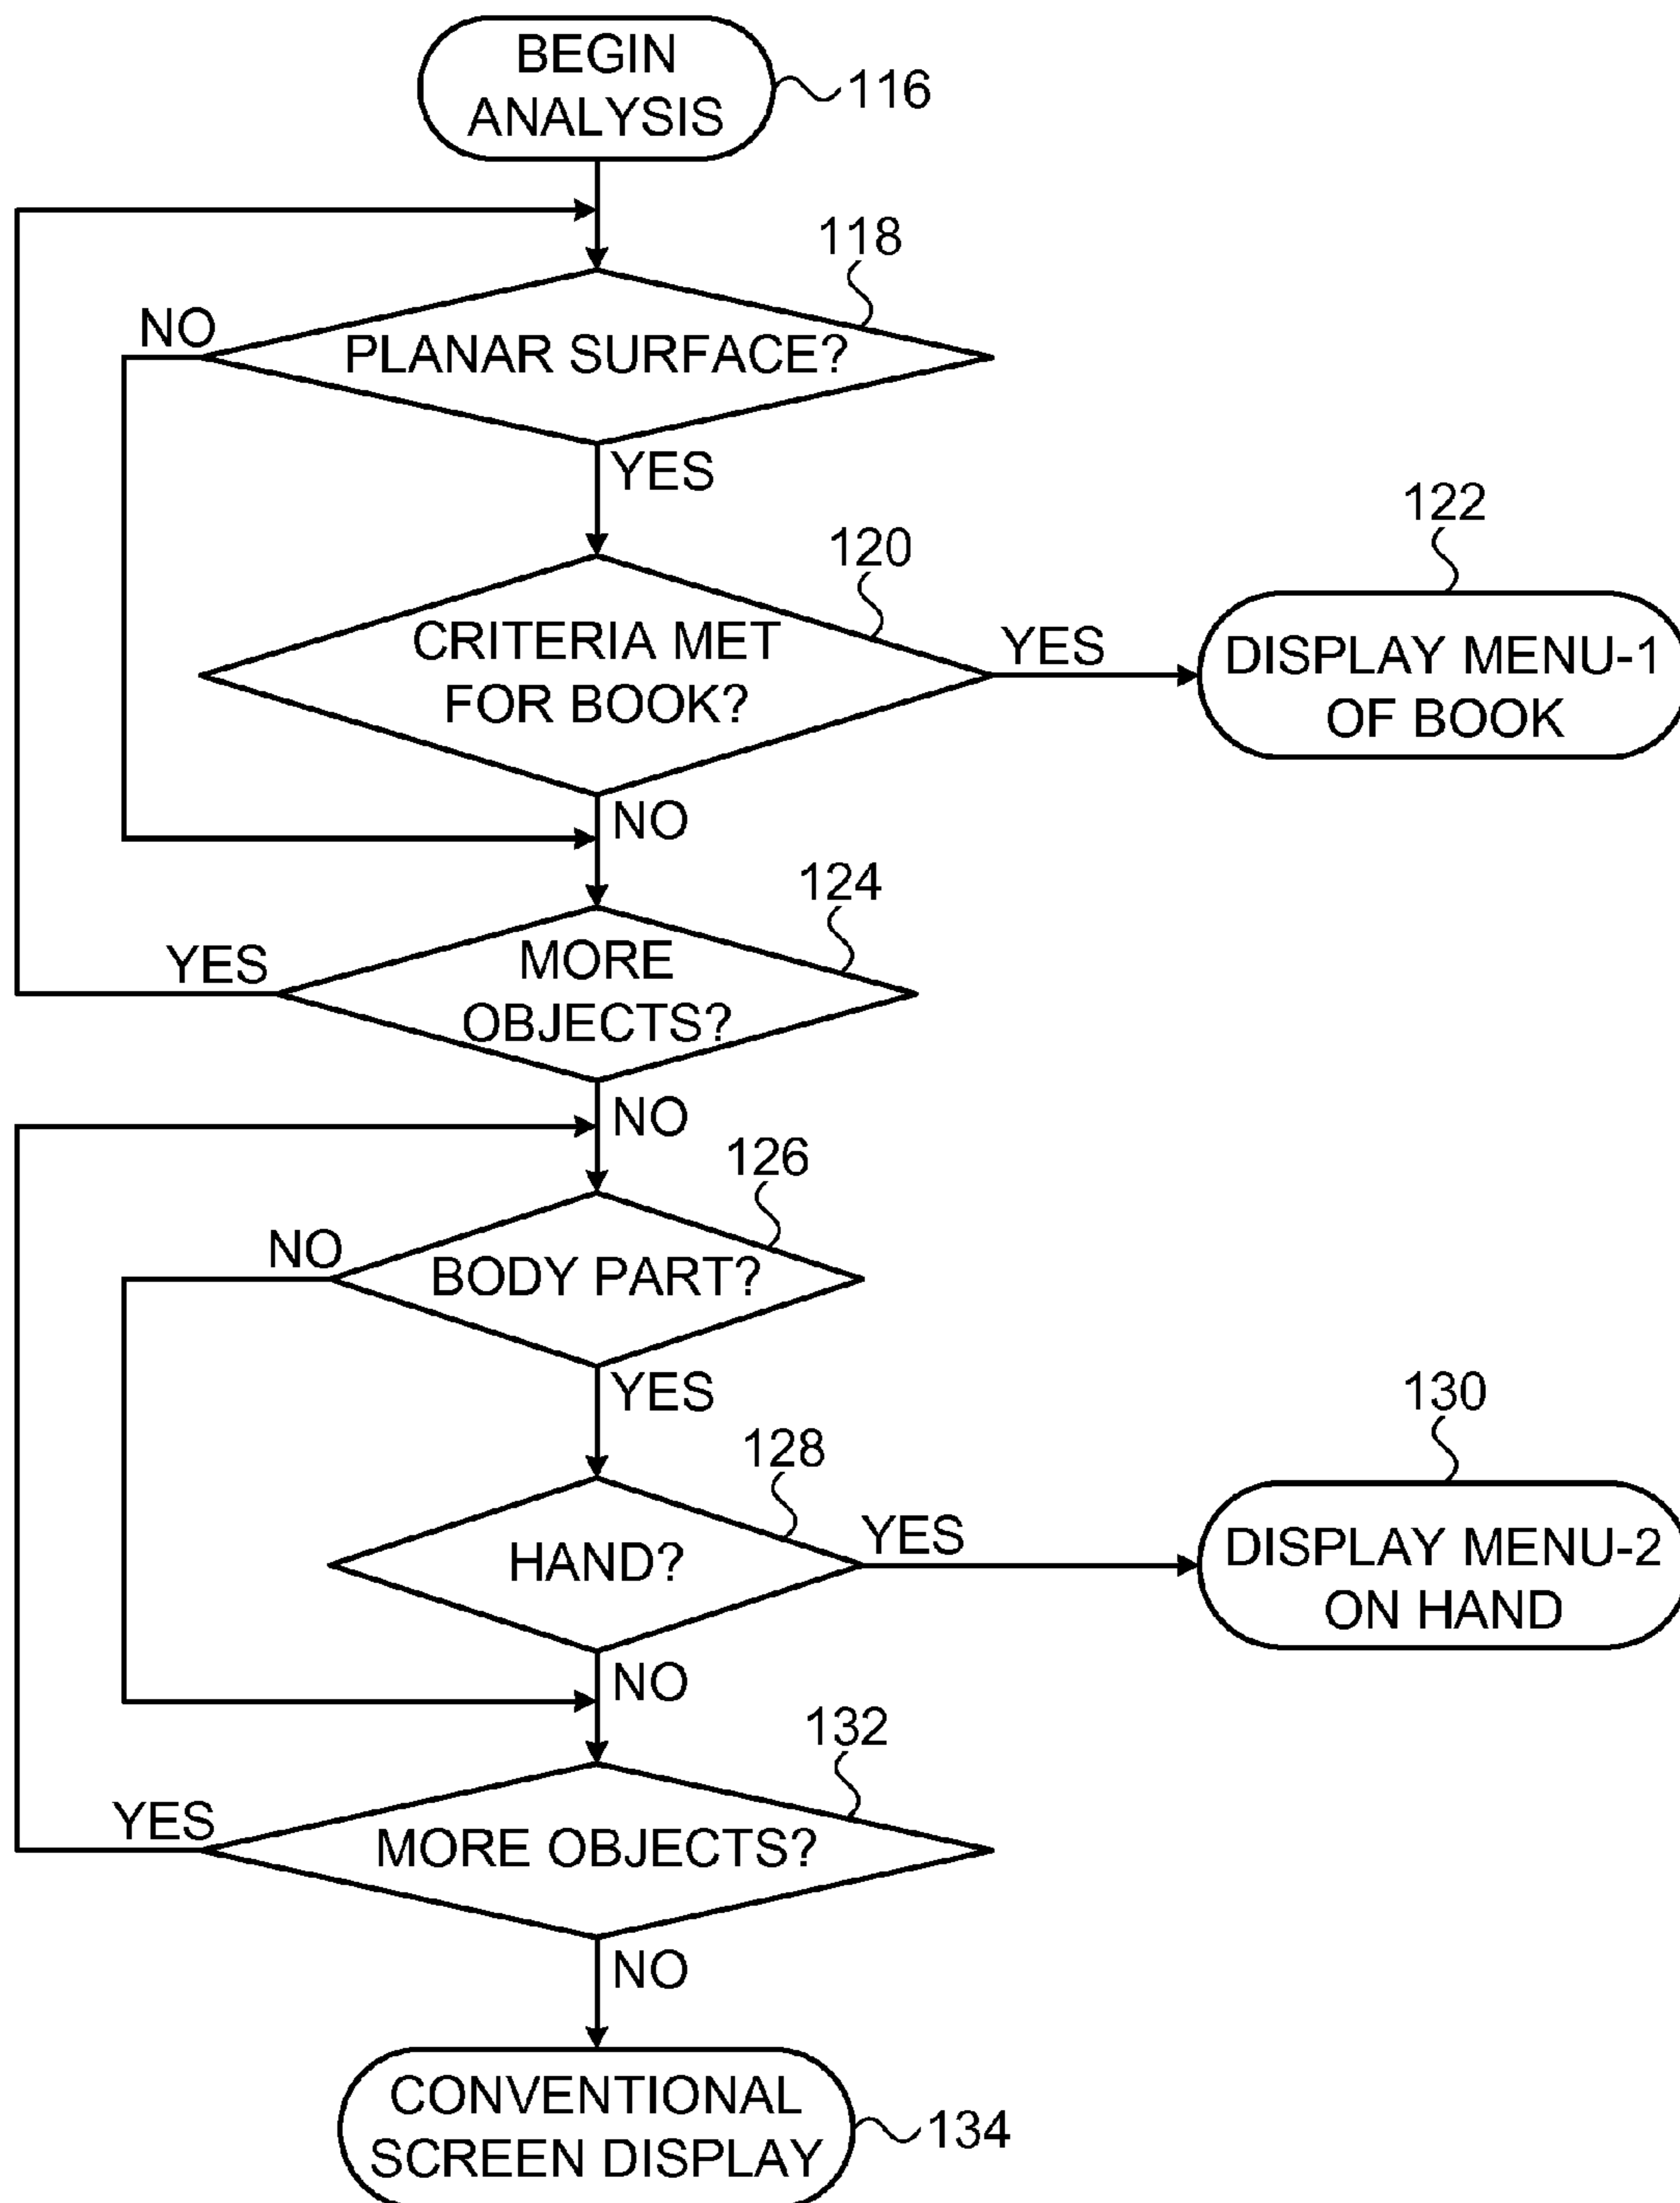 BEGIN
ANALYSIS
116
118
NO
PLANAR SURFACE?
YES
120
122
CRITERIA MET
FOR BOOK?
YES
DISPLAY MENU-1
OF BOOK
NO
124
YES
MORE
OBJECTS?
NO
126
NO
BODY PART?
YES
128
130
HAND?
YES
DISPLAY MENU-2
ON HAND
NO
132
YES
MORE OBJECTS?
NO
CONVENTIONAL
SCREEN DISPLAY
134